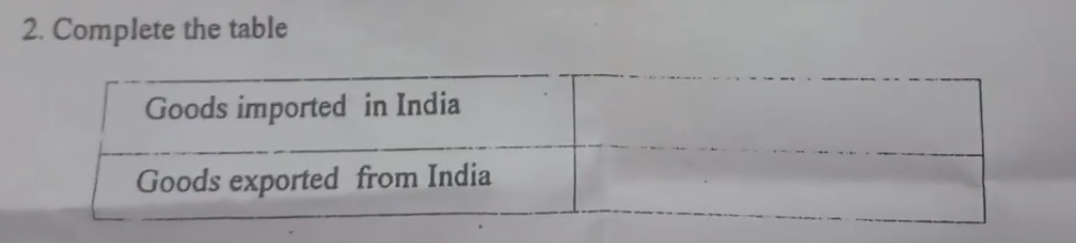 2. Complete the table
Goods imported in India
Goods exported from India